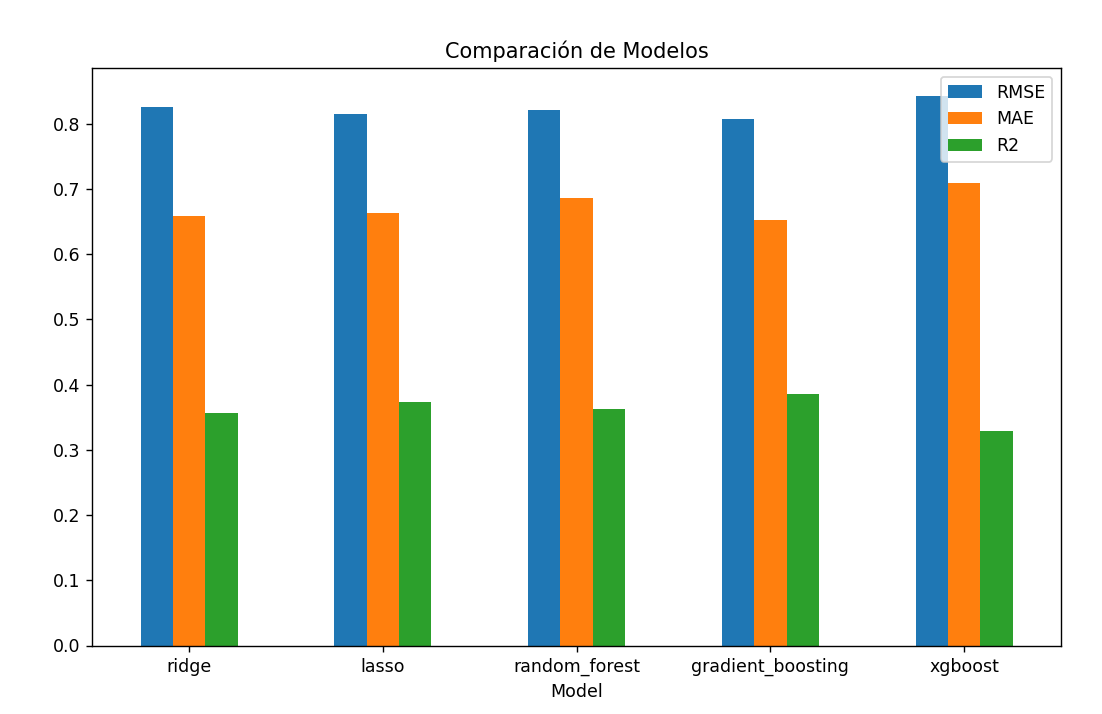 Comparación de Modelos
RMSE
MAE
R2
0.8
0.7
0.6
0.5
0.4
0.3
0.2
0.1
0.0
ridge lasso random_forest gradient_boosting xgboost
Model